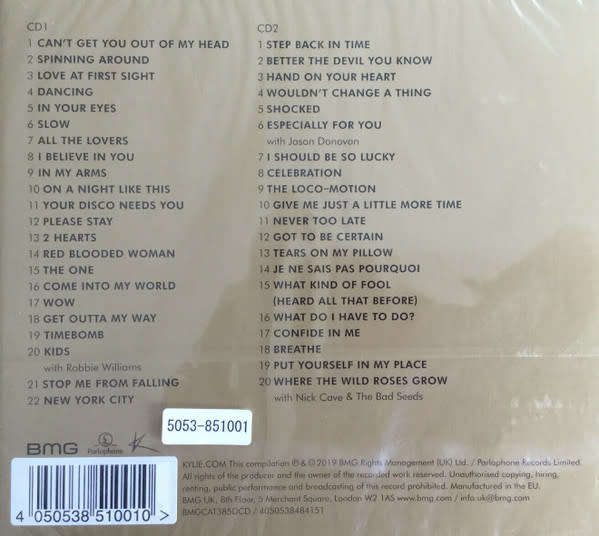 CD1
1 CAN'T GET YOU OUT OF MY HEAD
2 SPINNING AROUND
3 LOVE AT FIRST SIGHT
4 DANCING
5 IN YOUR EYES
6 SLOW
7 ALL THE LOVERS
8 I BELIEVE IN YOU
9 IN MY ARMS
10 ON A NIGHT LIKE THIS
11 YOUR DISCO NEEDS YOU
12 PLEASE STAY
13 2 HEARTS
14 RED BLOODED WOMAN
15 THE ONE
16 COME INTO MY WORLD
17 WOW
18 GET OUTTA MY WAY
19 TIMEBOMB
20 KIDS
with Robbie Williams
21 STOP ME FROM FALLING
22 NEW YORK CITY
CD2
1 STEP BACK IN TIME
2 BETTER THE DEVIL YOU KNOW
3 HAND ON YOUR HEART
4 WOULDN'T CHANGE A THING
5 SHOCKED
6 ESPECIALLY FOR YOU
with Jason Donovan
7 I SHOULD BE SO LUCKY
8 CELEBRATION
9 THE LOCO-MOTION
10 GIVE ME JUST A LITTLE MORE TIME
11 NEVER TOO LATE
12 GOT TO BE CERTAIN
13 TEARS ON MY PILLOW
14 JE NE SAIS PAS POURQUOI
15 WHAT KIND OF FOOL
(HEARD ALL THAT BEFORE)
16 WHAT DO I HAVE TO DO?
17 CONFIDE IN ME
18 BREATHE
19 PUT YOURSELF IN MY PLACE
20 WHERE THE WILD ROSES GROW
with Nick Cave & The Bad Seeds
5053-851001
BMG Parlophone K
KYLIE.COM This compilation ℗ & © 2019 BMG Rights Management (UK) Ltd. / Parlophone Records Limited.
All rights of the producer and the owner of the recorded work reserved. Unauthorised copying, hiring,
renting, public performance and broadcasting of this record prohibited. Manufactured in the EU.
BMG UK, 8th Floor, 5 Merchant Square, London W2 1AS www.bmg.com / info.uk@bmg.com
BMGCAT385DCD / 4050538484151
4 050538 510010 >